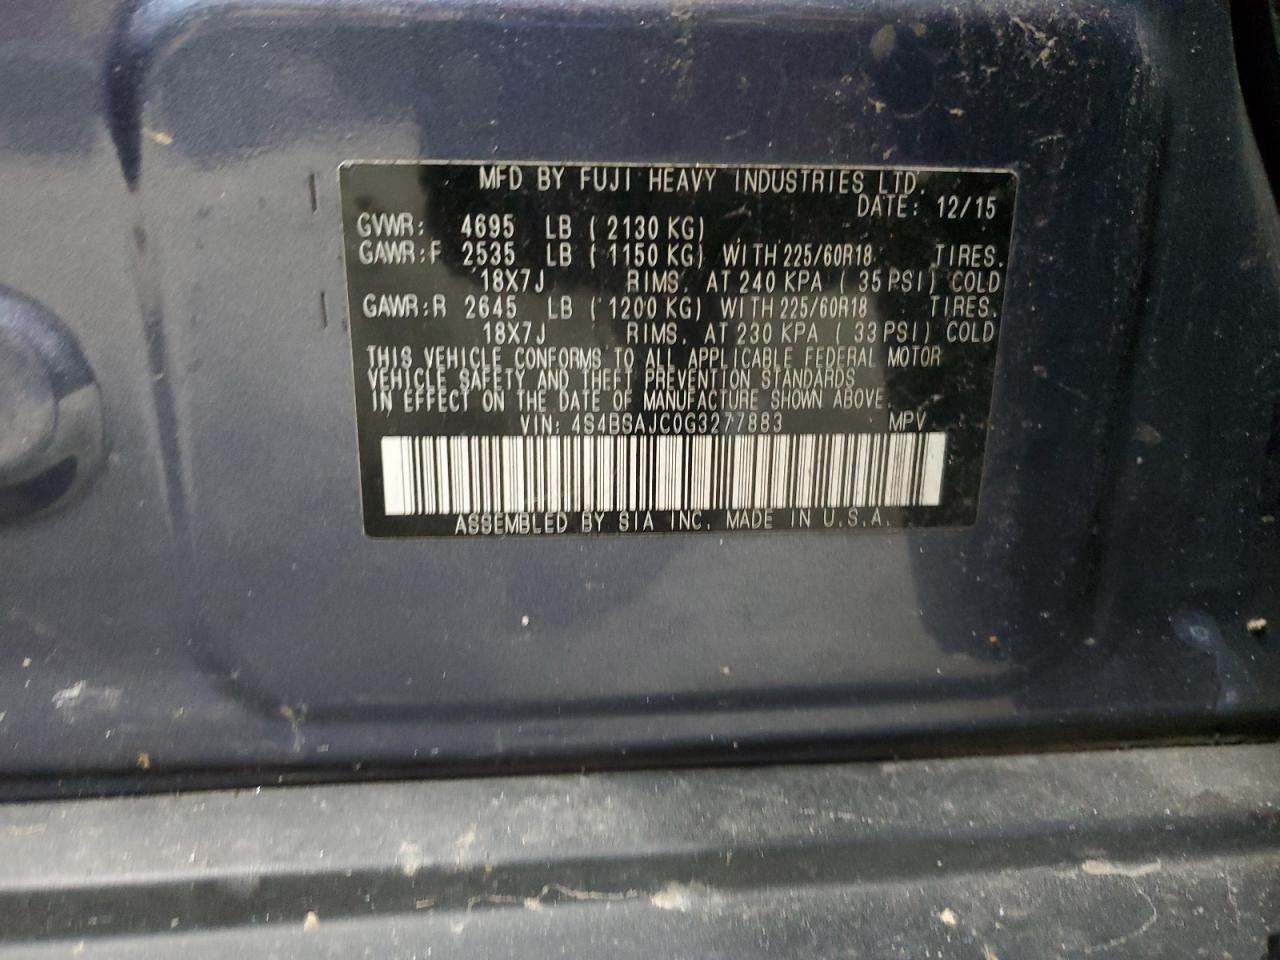 MFD BY FUJI HEAVY INDUSTRIES LTD.
DATE: 12/15
GVWR: 4695 LB ( 2130 KG)
GAWR:F 2535 LB ( 1150 KG) WITH 225/60R18 TIRES.
18X7J RIMS. AT 240 KPA ( 35 PSI) COLD
GAWR:R 2645 LB ( 1200 KG) WITH 225/60R18 TIRES.
18X7J RIMS. AT 230 KPA ( 33 PSI) COLD
THIS VEHICLE CONFORMS TO ALL APPLICABLE FEDERAL MOTOR
VEHICLE SAFETY AND THEFT PREVENTION STANDARDS
IN EFFECT ON THE DATE OF MANUFACTURE SHOWN ABOVE.
VIN: 4S4BSAJC0G3277883 MPV
ASSEMBLED BY SIA INC. MADE IN U.S.A.